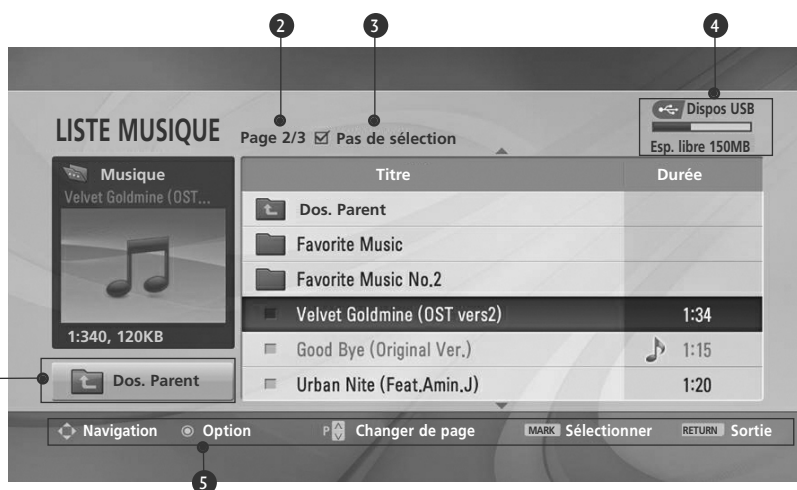 2
3
4
LISTE MUSIQUE
Page 2/3
Pas de sélection
Dispos USB
Esp. libre 150MB
Musique
Velvet Goldmine (OST...
1:340, 120KB
Dos. Parent
Titre
Durée
Dos. Parent
Favorite Music
Favorite Music No.2
Velvet Goldmine (OST vers2)
1:34
Good Bye (Original Ver.)
1:15
Urban Nite (Feat.Amin.J)
1:20
Navigation
Option
P
Changer de page
MARK Sélectionner
RETURN Sortie
5